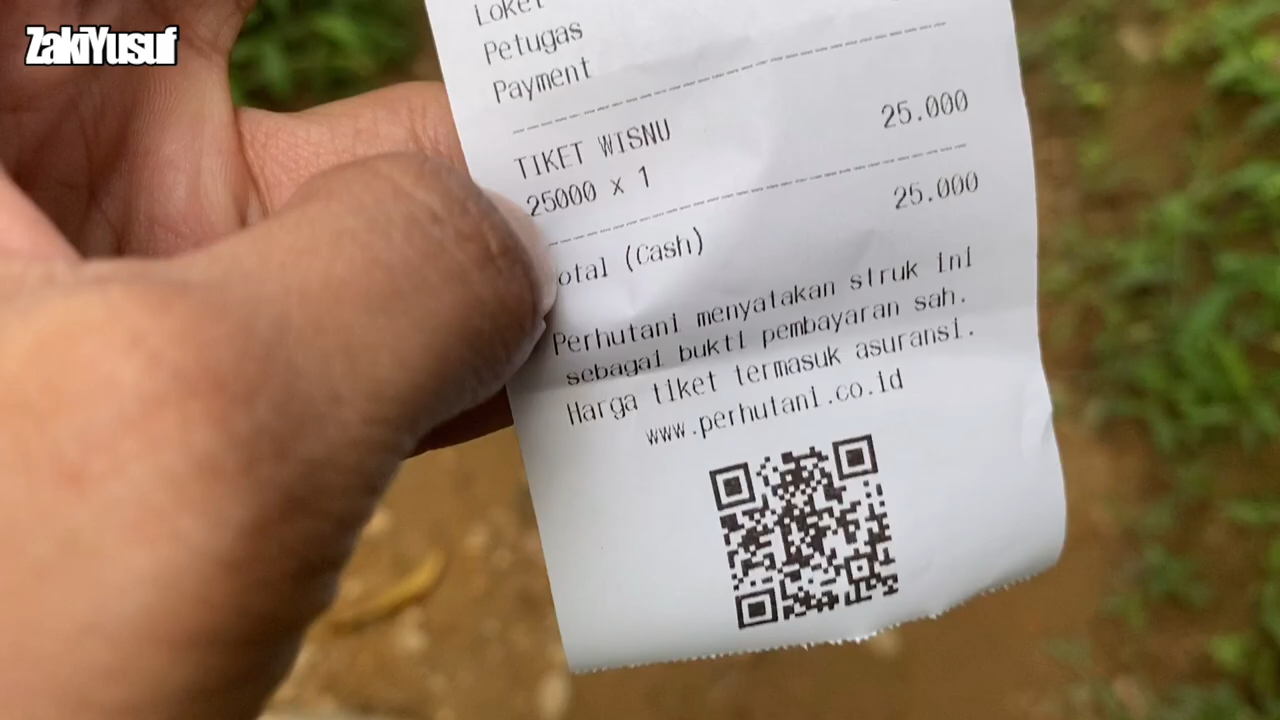 ZakiYusuf
Loket
Petugas
Payment
TIKET WISNU 25.000
25000 x 1
otal (Cash) 25.000
Perhutani menyatakan struk ini
sebagai bukti pembayaran sah.
Harga tiket termasuk asuransi.
www.perhutani.co.id